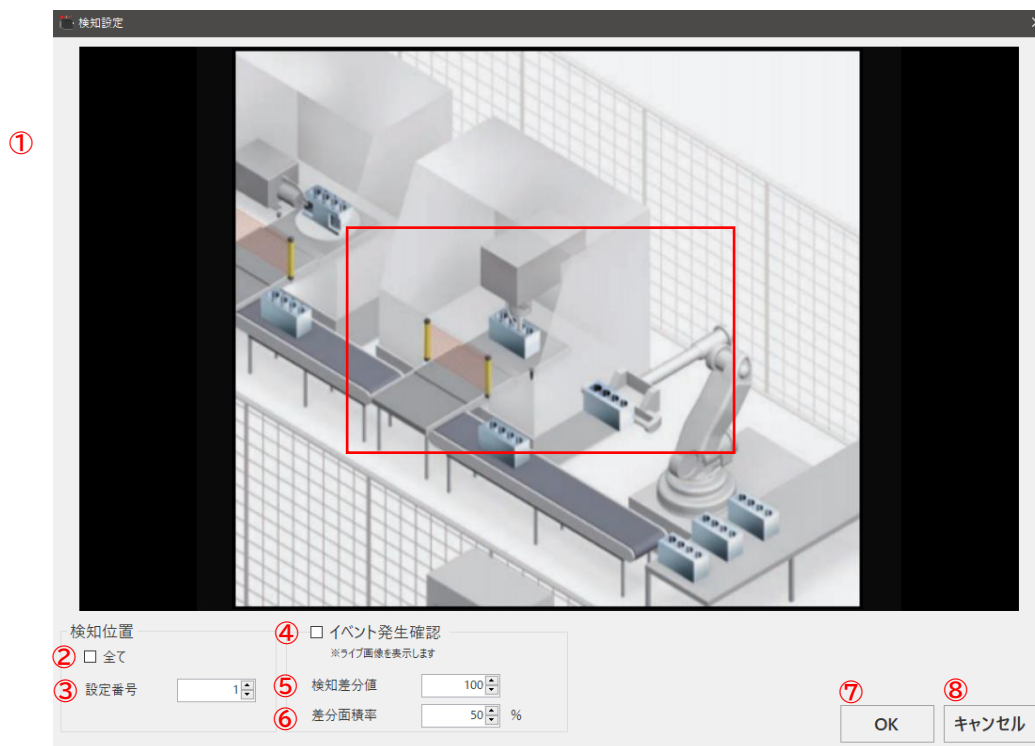 検知設定
①
検知位置
② □ 全て
③ 設定番号 1
④ □ イベント発生確認
※ライブ画像を表示します
⑤ 検知差分値 100
⑥ 差分面積率 50 %
⑦ ⑧
OK キャンセル